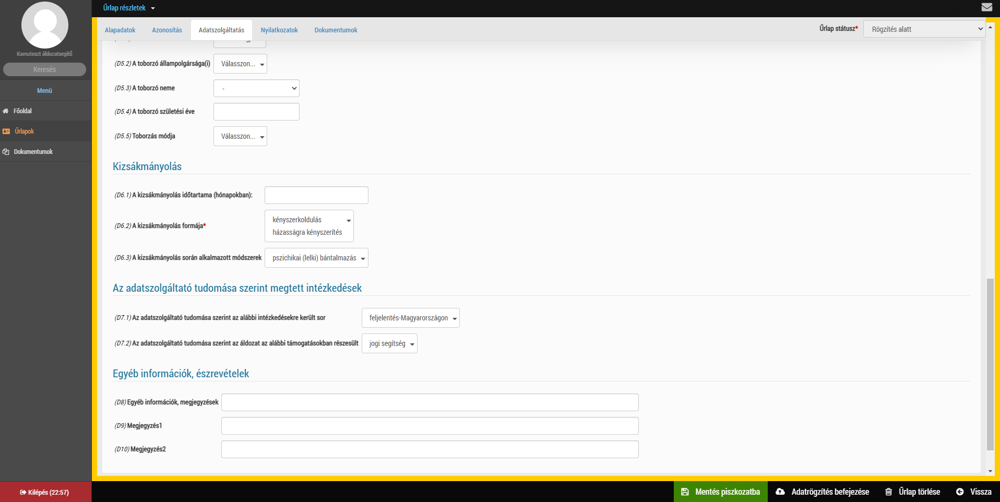 Űrlap részletek
Kamuteszt áldozatsegítő
Keresés
Menü
Főoldal
Űrlapok
Dokumentumok
Kilépés (22:57)
Alapadatok
Azonosítás
Adatszolgáltatás
Nyilatkozatok
Dokumentumok
Űrlap státusz*
Rögzítés alatt
(D5.2) A toborzó állampolgársága(i)
Válasszon...
(D5.3) A toborzó neme
-
(D5.4) A toborzó születési éve
(D5.5) Toborzás módja
Válasszon...
Kizsákmányolás
(D6.1) A kizsákmányolás időtartama (hónapokban):
(D6.2) A kizsákmányolás formája*
kényszerkoldulás
házasságra kényszerítés
(D6.3) A kizsákmányolás során alkalmazott módszerek
pszichikai (lelki) bántalmazás
Az adatszolgáltató tudomása szerint megtett intézkedések
(D7.1) Az adatszolgáltató tudomása szerint az alábbi intézkedésekre került sor
feljelentés-Magyarországon
(D7.2) Az adatszolgáltató tudomása szerint az áldozat az alábbi támogatásokban részesült
jogi segítség
Egyéb információk, észrevételek
(D8) Egyéb információk, megjegyzések
(D9) Megjegyzés1
(D10) Megjegyzés2
Mentés piszkozatba
Adatrögzítés befejezése
Űrlap törlése
Vissza